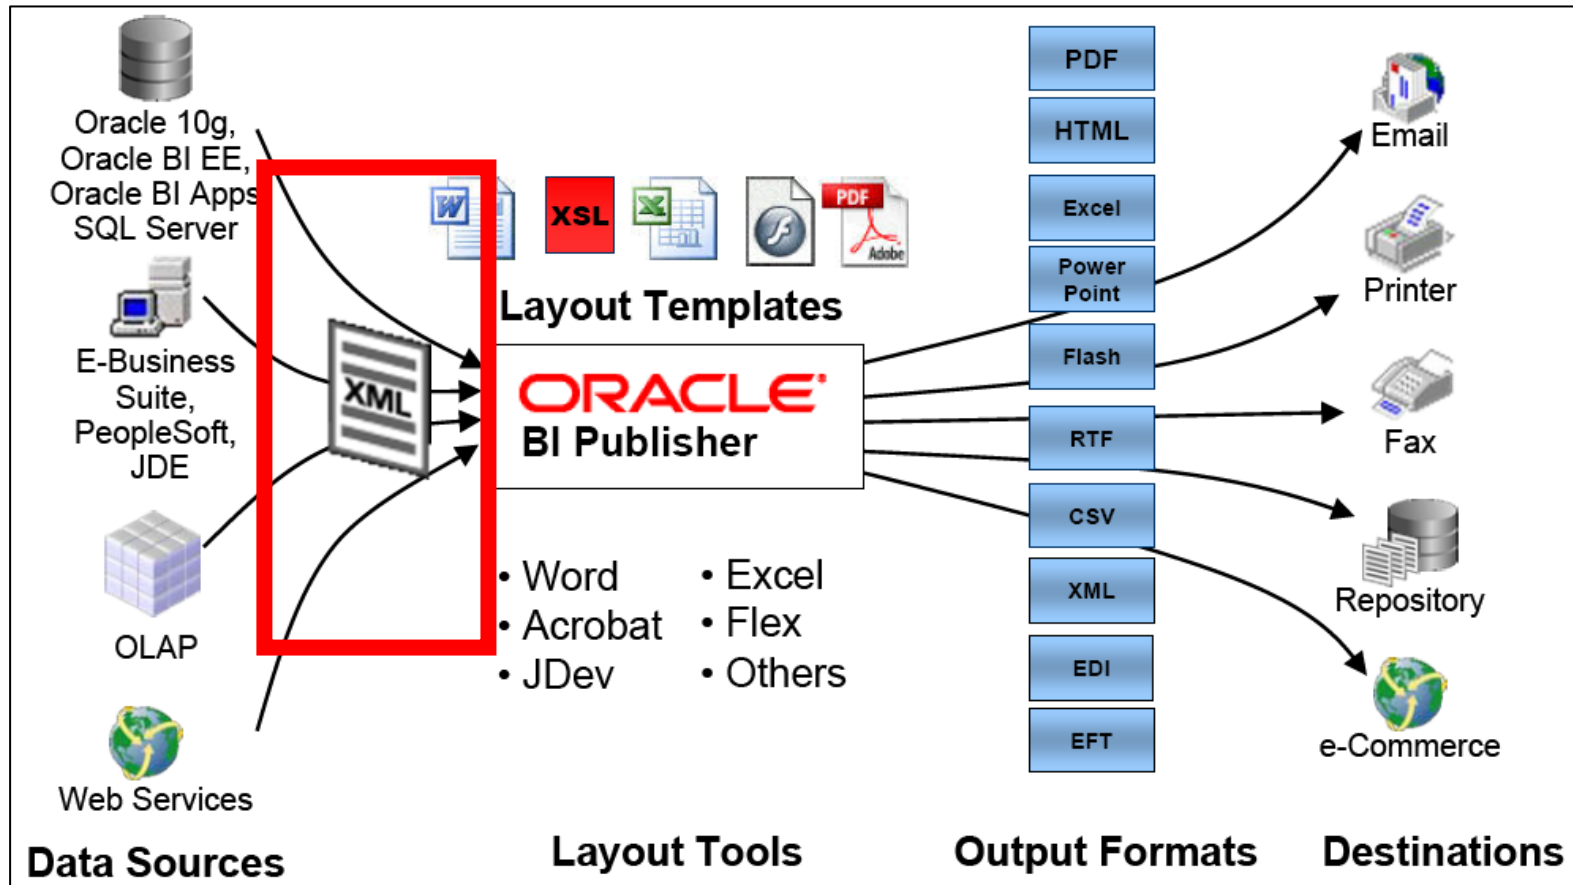 Oracle 10g,
Oracle BI EE,
Oracle BI Apps
SQL Server
E-Business
Suite,
PeopleSoft,
JDE
OLAP
Web Services
Data Sources
XML
W
XSL
X
PDF
Adobe
Layout Templates
ORACLE
BI Publisher
• Word
• Acrobat
• JDev
• Excel
• Flex
• Others
Layout Tools
PDF
HTML
Excel
Power
Point
Flash
RTF
CSV
XML
EDI
EFT
Output Formats
Email
Printer
Fax
Repository
e-Commerce
Destinations